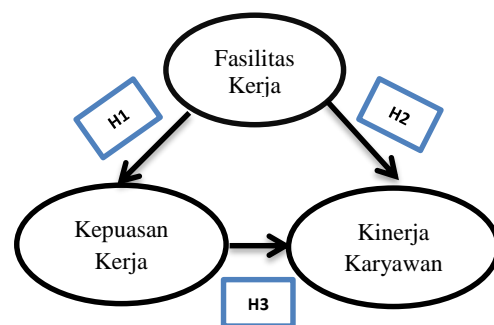 Fasilitas
Kerja
H1
H2
Kepuasan
Kerja
Kinerja
Karyawan
H3